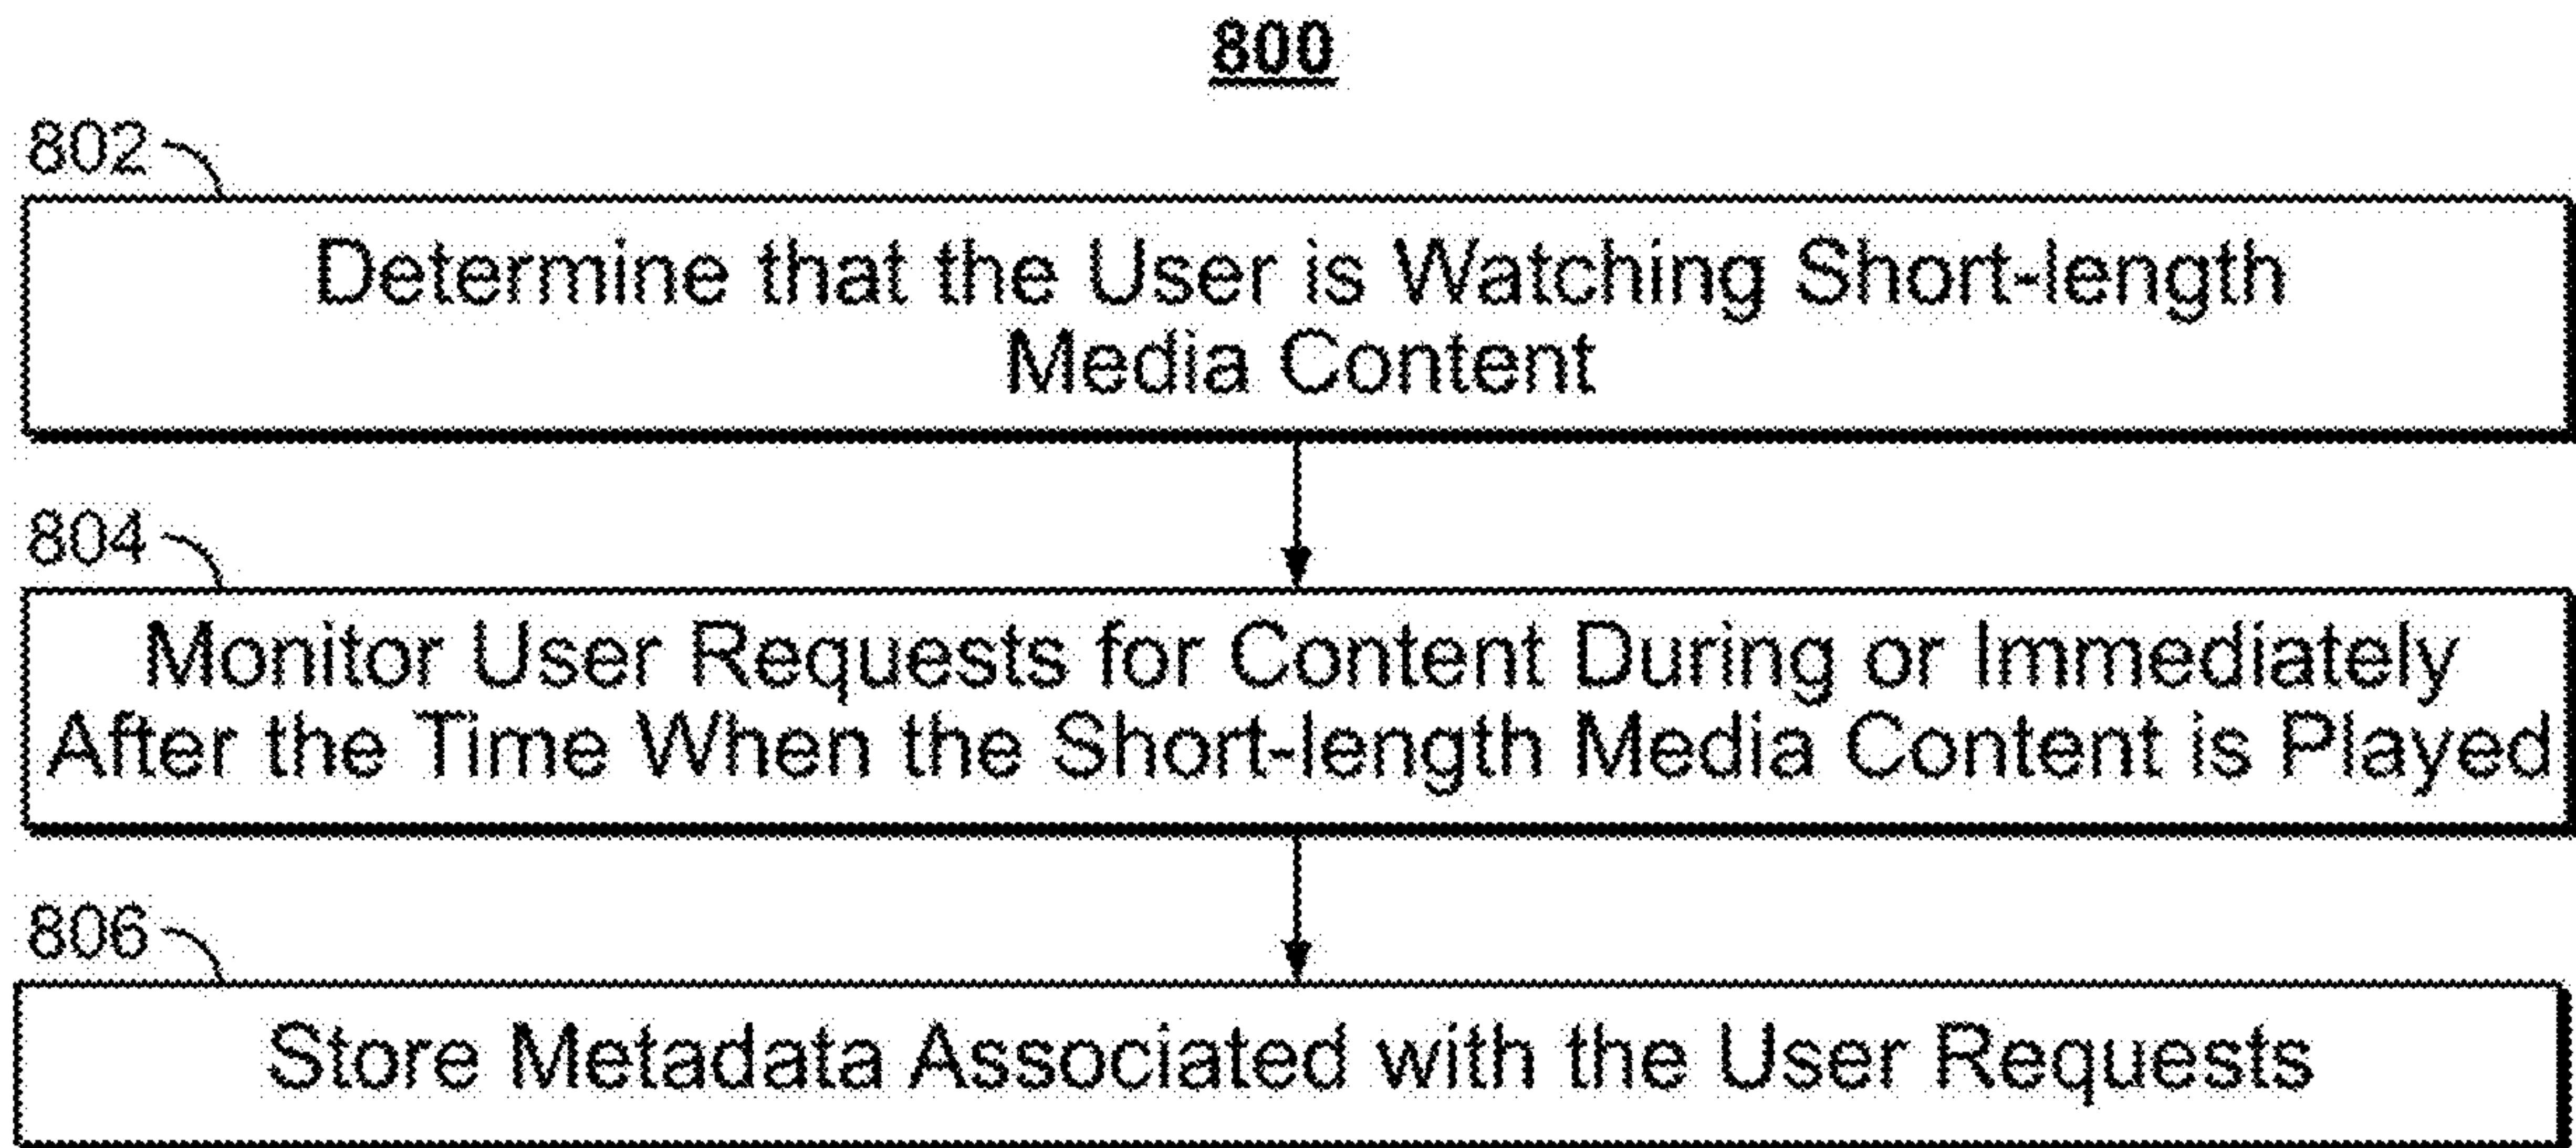 800
802
Determine that the User is Watching Short-length
Media Content
804
Monitor User Requests for Content During or Immediately
After the Time When the Short-length Media Content is Played
806
Store Metadata Associated with the User Requests